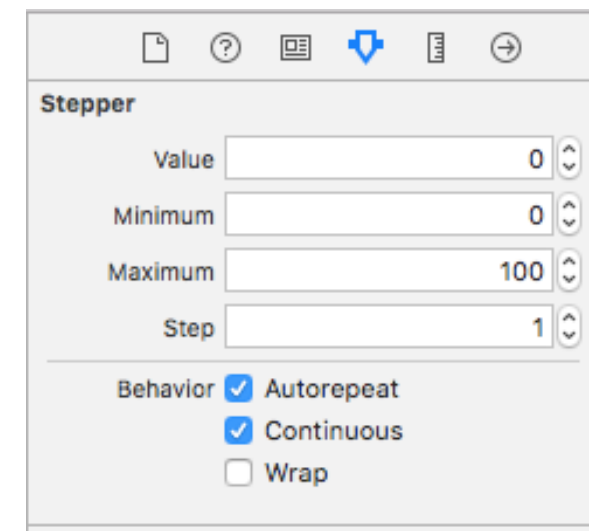 Stepper
Value 0
Minimum 0
Maximum 100
Step 1
Behavior Autorepeat
Continuous
Wrap